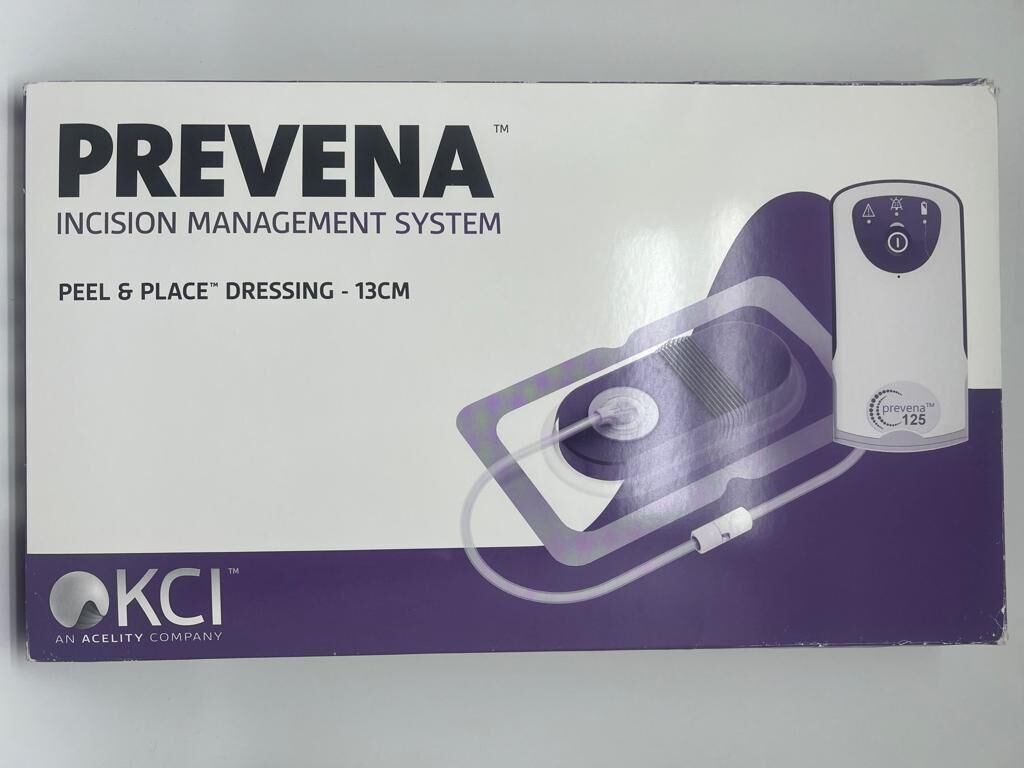 PREVENA™
INCISION MANAGEMENT SYSTEM
PEEL & PLACE™ DRESSING - 13CM
prevena™
125
KCI™
AN ACELITY COMPANY